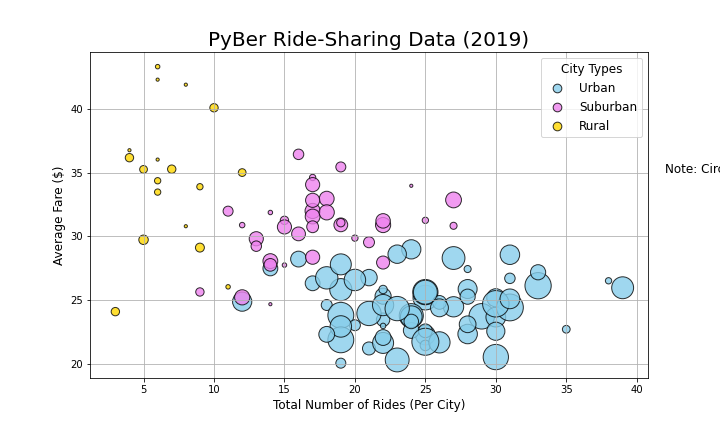 PyBer Ride-Sharing Data (2019)
City Types
Urban
Suburban
Rural
Average Fare ($)
40
35
30
25
20
5 10 15 20 25 30 35 40
Total Number of Rides (Per City)
Note: